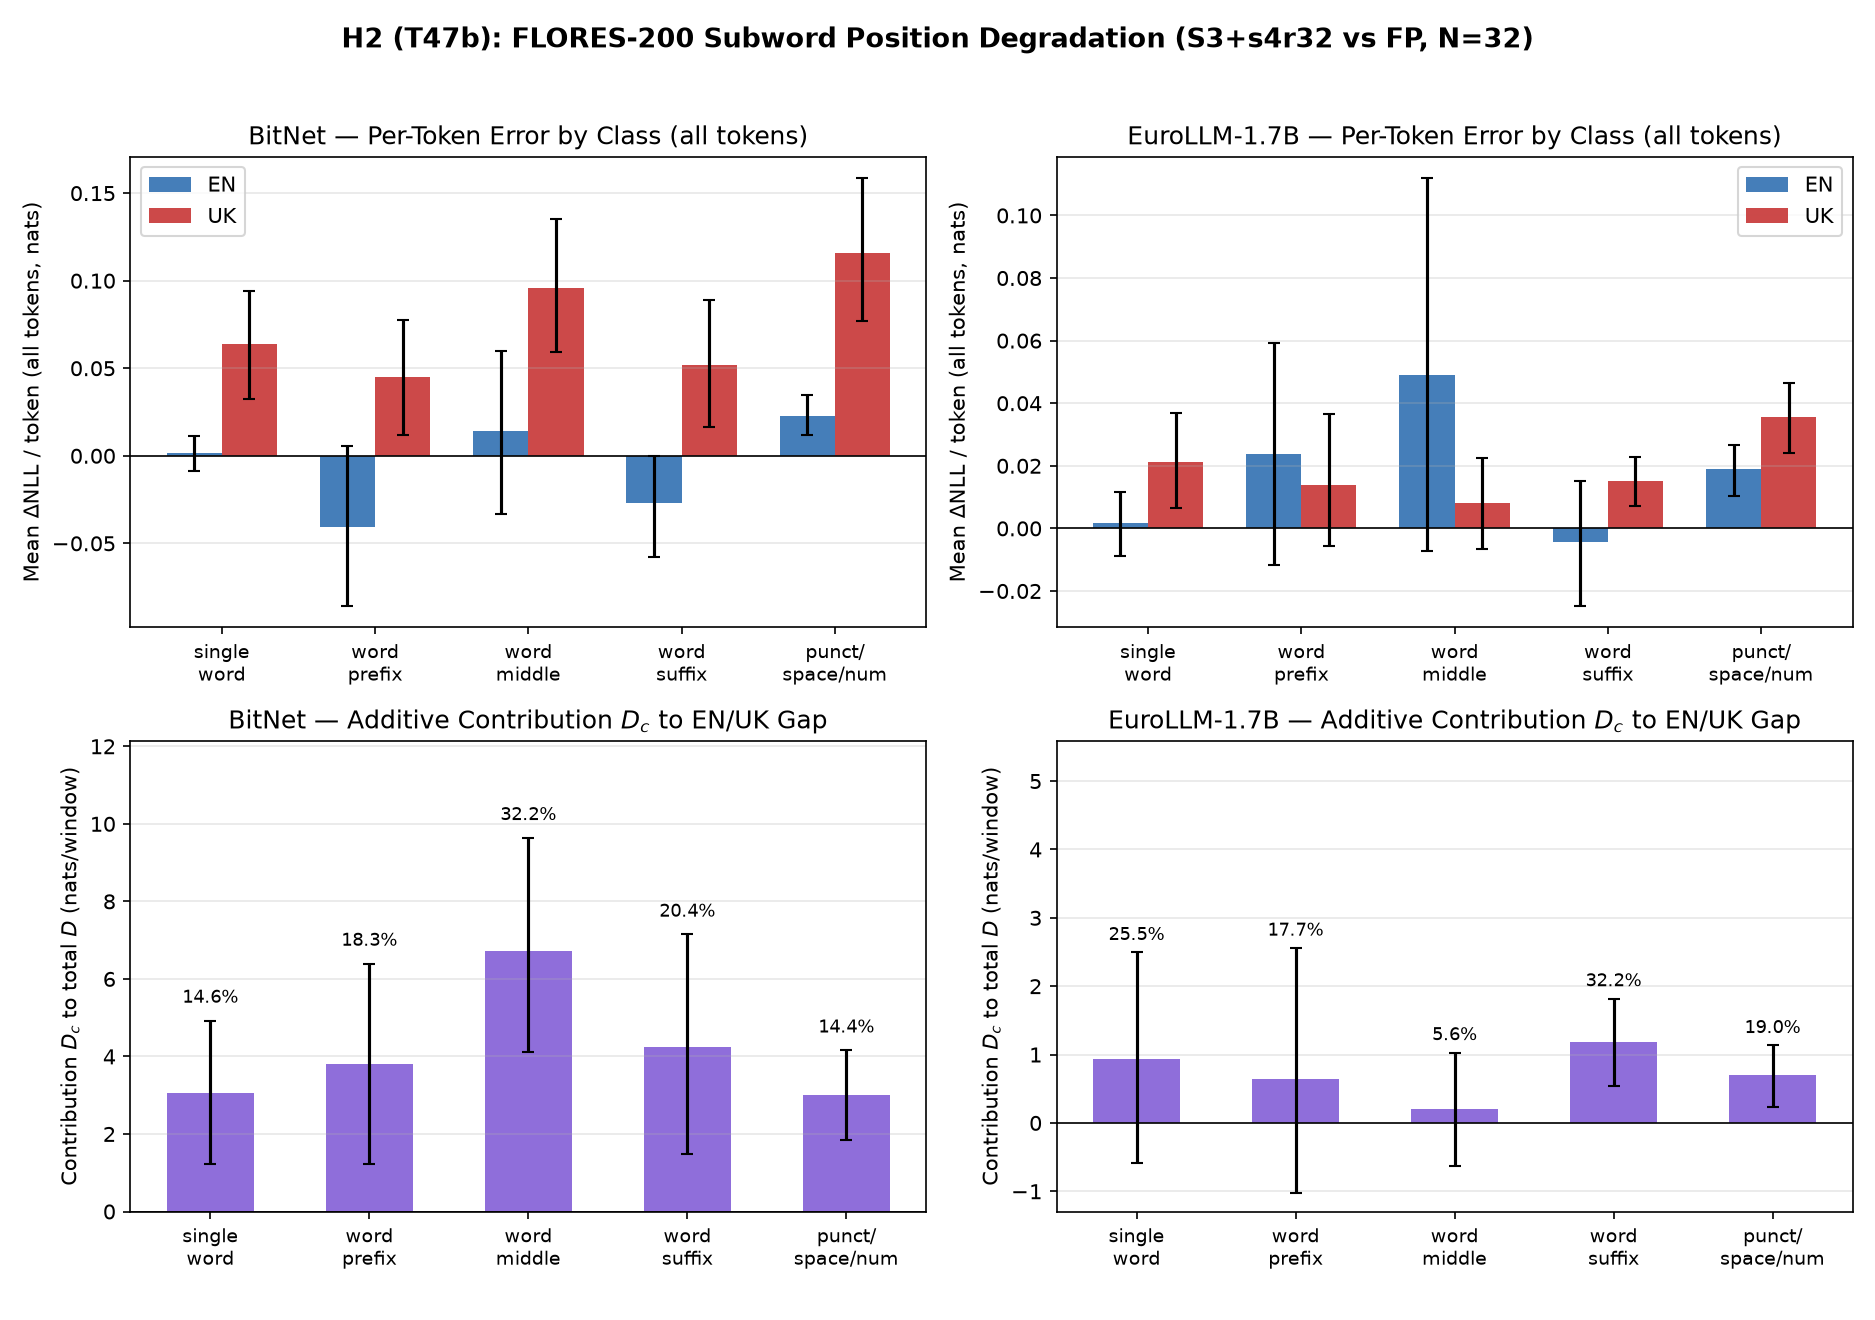 H2 (T47b): FLORES-200 Subword Position Degradation (S3+s4r32 vs FP, N=32)
BitNet — Per-Token Error by Class (all tokens)
Mean ΔNLL / token (all tokens, nats)
0.15
0.10
0.05
0.00
−0.05
EN
UK
single
word
word
prefix
word
middle
word
suffix
punct/
space/num
EuroLLM-1.7B — Per-Token Error by Class (all tokens)
Mean ΔNLL / token (all tokens, nats)
0.10
0.08
0.06
0.04
0.02
0.00
−0.02
EN
UK
single
word
word
prefix
word
middle
word
suffix
punct/
space/num
BitNet — Additive Contribution D_c to EN/UK Gap
Contribution D_c to total D (nats/window)
12
10
8
6
4
2
0
14.6%
18.3%
32.2%
20.4%
14.4%
single
word
word
prefix
word
middle
word
suffix
punct/
space/num
EuroLLM-1.7B — Additive Contribution D_c to EN/UK Gap
Contribution D_c to total D (nats/window)
5
4
3
2
1
0
−1
25.5%
17.7%
5.6%
32.2%
19.0%
single
word
word
prefix
word
middle
word
suffix
punct/
space/num